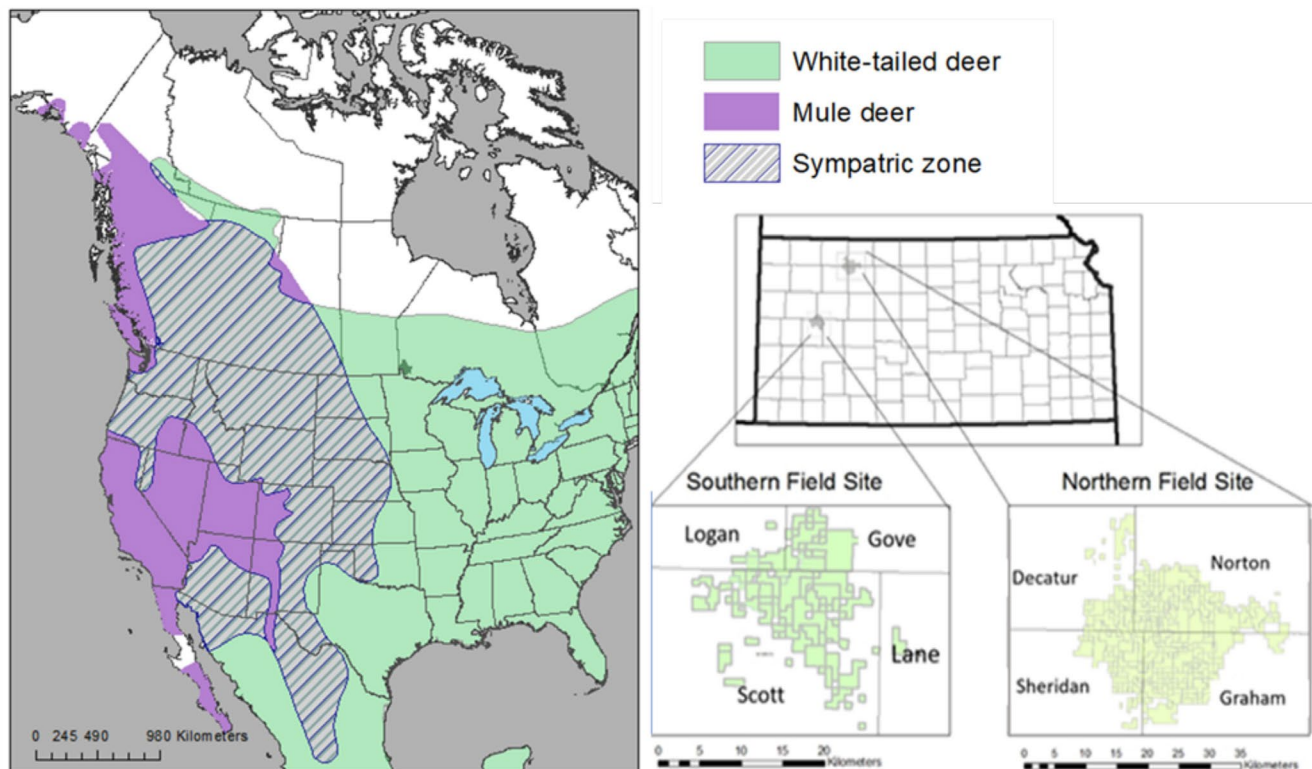 White-tailed deer
Mule deer
Sympatric zone
0 245 490 980 Kilometers
Southern Field Site
Logan
Gove
Lane
Scott
0 5 10 20
Kilometers
Northern Field Site
Decatur
Norton
Sheridan
Graham
0 5 10 15 20 25 30 35
Kilometers